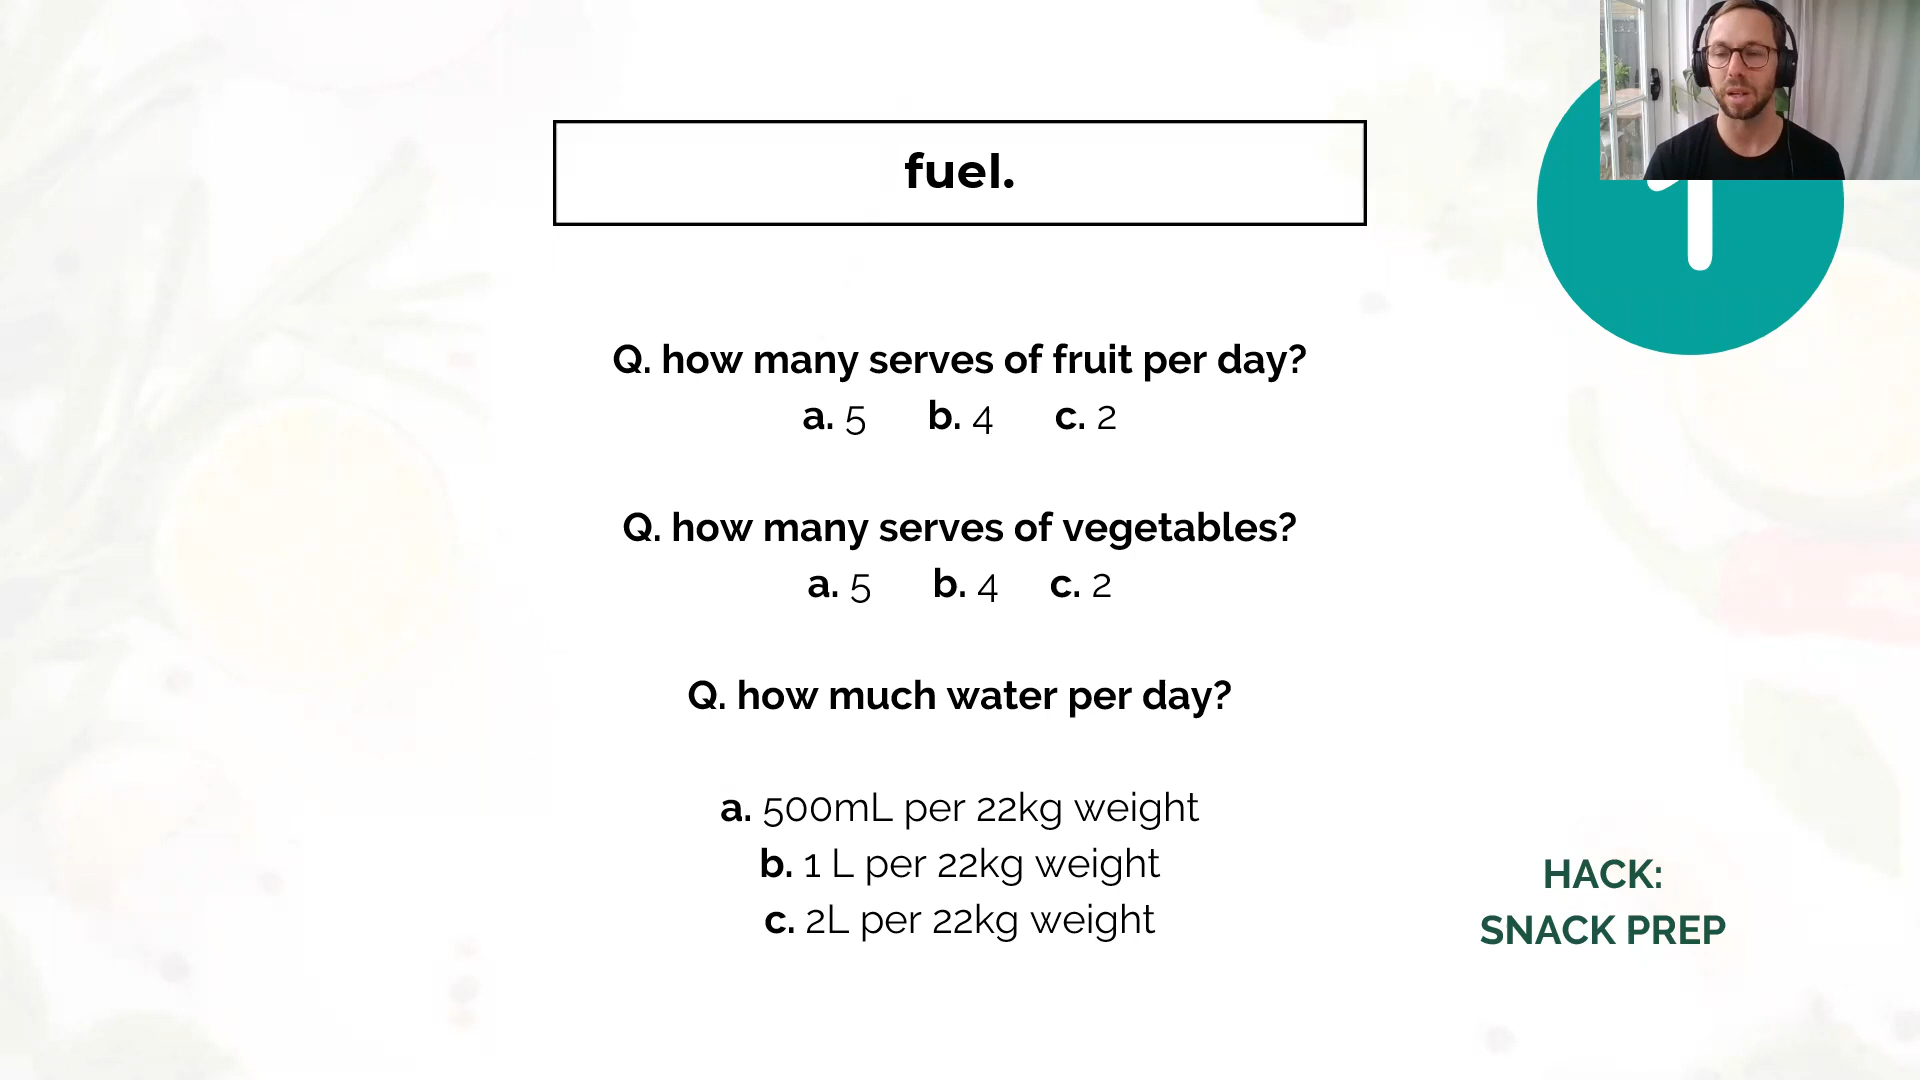 fuel.
1
Q. how many serves of fruit per day?
a. 5 b. 4 c. 2
Q. how many serves of vegetables?
a. 5 b. 4 c. 2
Q. how much water per day?
a. 500mL per 22kg weight
b. 1 L per 22kg weight
c. 2L per 22kg weight
HACK:
SNACK PREP